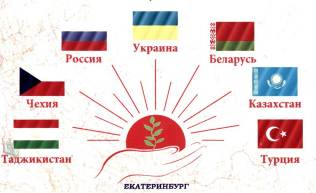 Украина
Россия
Беларусь
Чехия
Казахстан
Таджикистан
Турция
ЕКАТЕРИНБУРГ